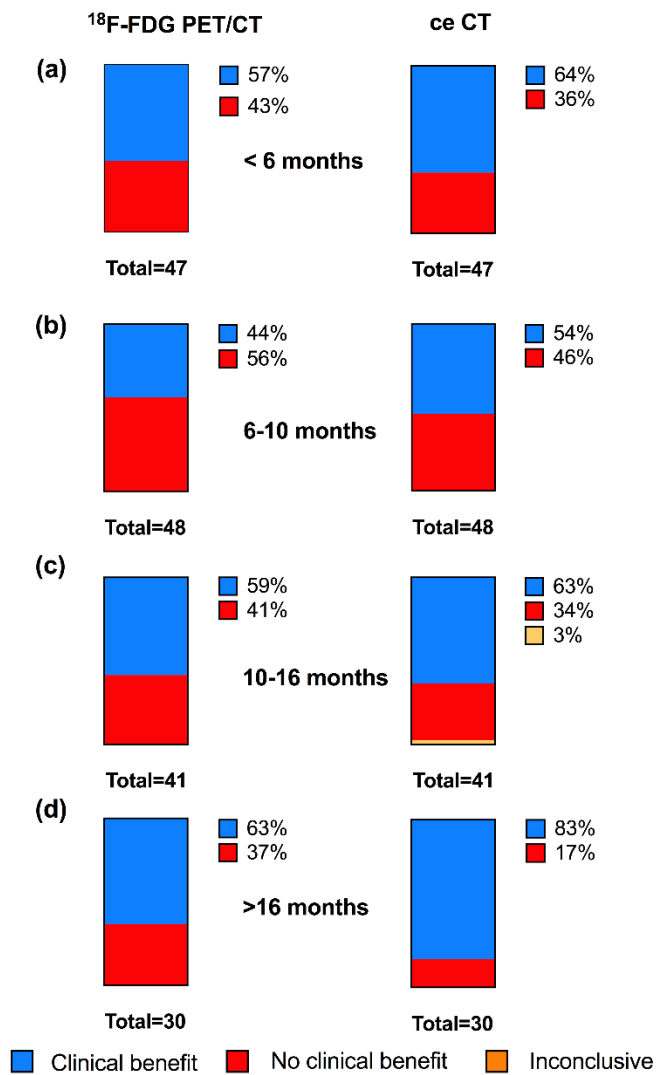 ¹⁸F-FDG PET/CT ce CT
(a) 57% 64%
43% 36%
< 6 months
Total=47 Total=47
(b) 44% 54%
56% 46%
6-10 months
Total=48 Total=48
(c) 59% 63%
41% 34%
3%
10-16 months
Total=41 Total=41
(d) 63% 83%
37% 17%
>16 months
Total=30 Total=30
Clinical benefit No clinical benefit Inconclusive